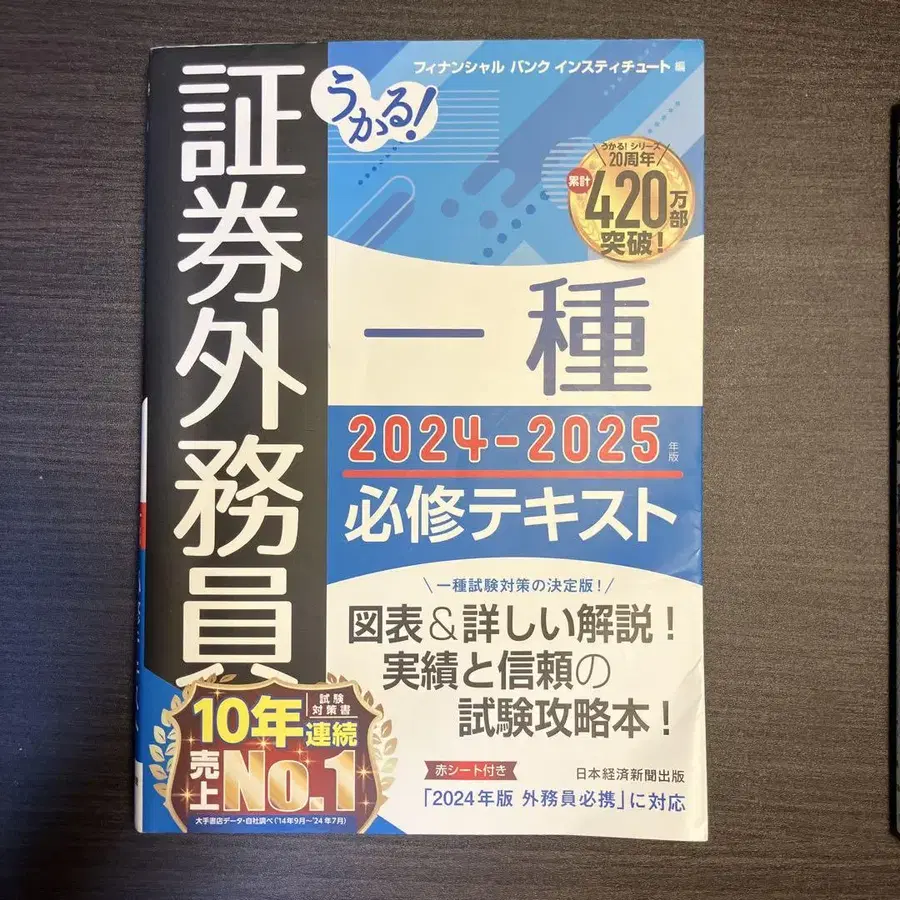 フィナンシャル バンク インスティチュート 編
うかる!
証券外務員
うかる!シリーズ
20周年
累計
420万部
突破!
一種
2024-2025年版
必修テキスト
一種試験対策の決定版!
図表&詳しい解説!
実績と信頼の
試験攻略本!
試験
対策書
10年連続
売上No.1
大手書店データ・自社調べ('14年9月~'24年7月)
赤シート付き
日本経済新聞出版
「2024年版 外務員必携」に対応